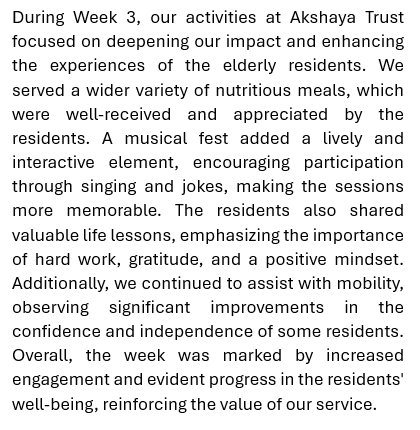 During Week 3, our activities at Akshaya Trust
focused on deepening our impact and enhancing
the experiences of the elderly residents. We
served a wider variety of nutritious meals, which
were well-received and appreciated by the
residents. A musical fest added a lively and
interactive element, encouraging participation
through singing and jokes, making the sessions
more memorable. The residents also shared
valuable life lessons, emphasizing the importance
of hard work, gratitude, and a positive mindset.
Additionally, we continued to assist with mobility,
observing significant improvements in the
confidence and independence of some residents.
Overall, the week was marked by increased
engagement and evident progress in the residents'
well-being, reinforcing the value of our service.